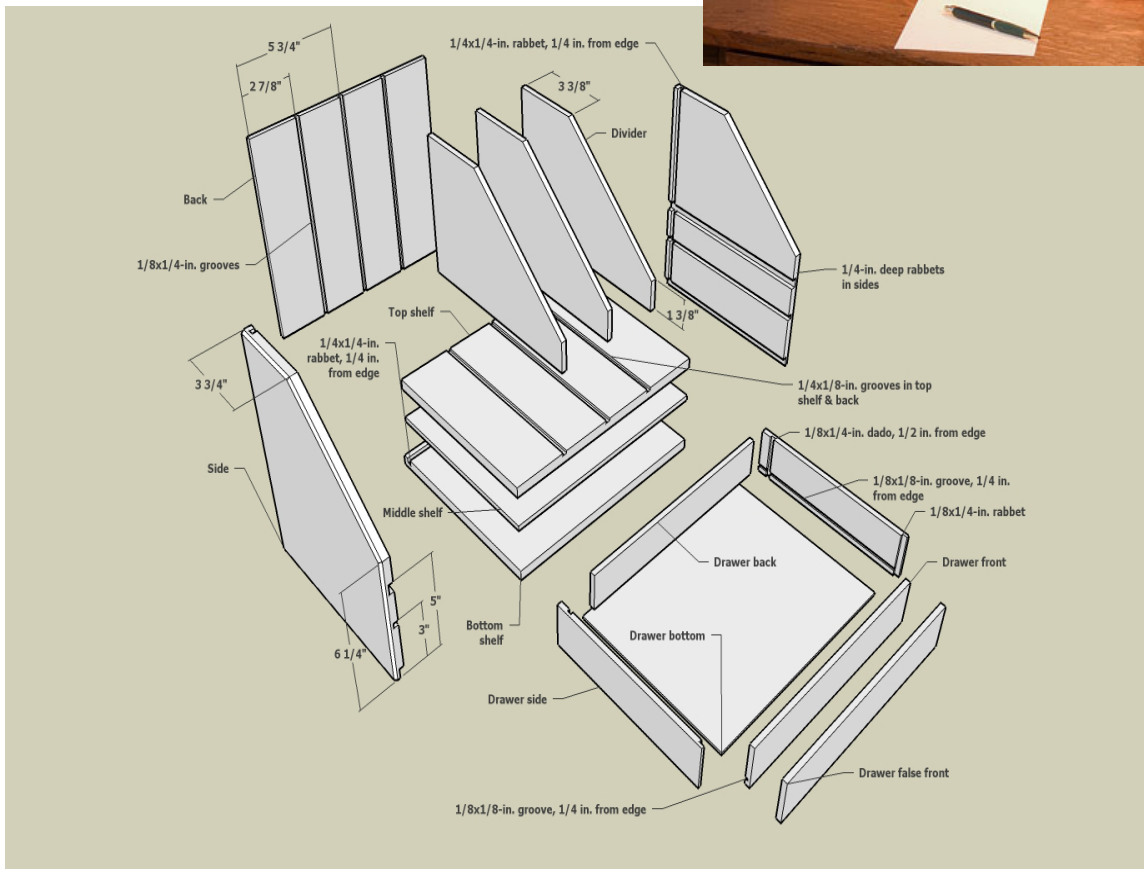 5 3/4"
2 7/8"
1/4x1/4-in. rabbet, 1/4 in. from edge
3 3/8"
Divider
Back
1/8x1/4-in. grooves
1/4-in. deep rabbets
in sides
1 3/8"
Top shelf
1/4x1/4-in.
rabbet, 1/4 in.
from edge
3 3/4"
1/4x1/8-in. grooves in top
shelf & back
1/8x1/4-in. dado, 1/2 in. from edge
Side
1/8x1/8-in. groove, 1/4 in.
from edge
Middle shelf
1/8x1/4-in. rabbet
Drawer back
Drawer front
5"
3"
6 1/4"
Bottom
shelf
Drawer bottom
Drawer side
Drawer false front
1/8x1/8-in. groove, 1/4 in. from edge